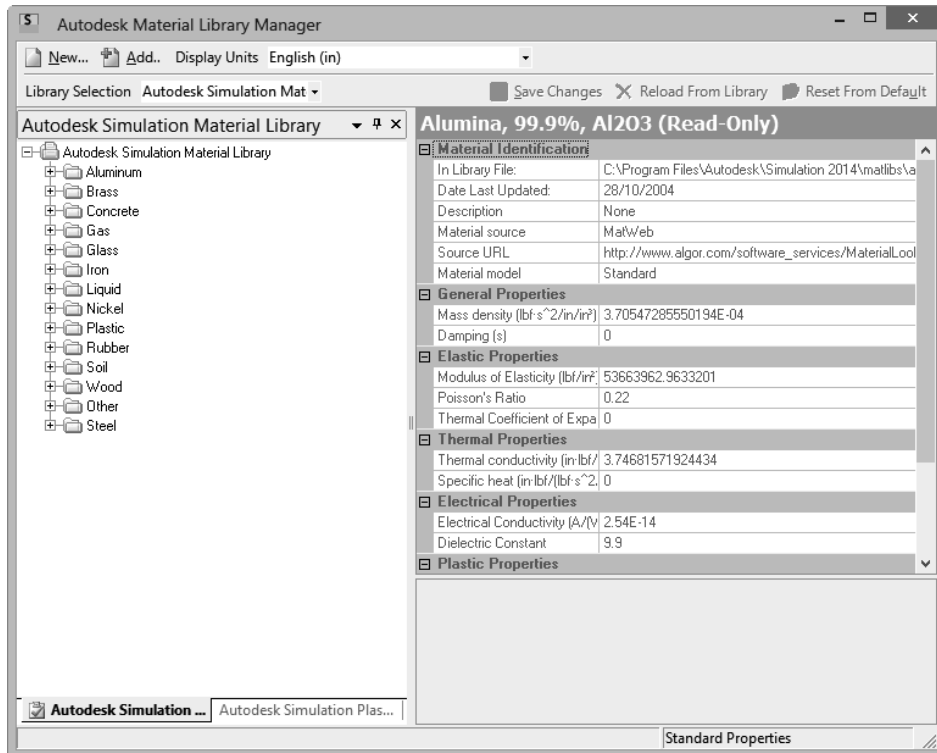 S Autodesk Material Library Manager
New... Add.. Display Units English (in)
Library Selection Autodesk Simulation Mat Save Changes Reload From Library Reset From Default
Autodesk Simulation Material Library
Autodesk Simulation Material Library
Aluminum
Brass
Concrete
Gas
Glass
Iron
Liquid
Nickel
Plastic
Rubber
Soil
Wood
Other
Steel
Alumina, 99.9%, Al2O3 (Read-Only)
Material Identification
In Library File: C:\Program Files\Autodesk\Simulation 2014\matlibs\a
Date Last Updated: 28/10/2004
Description None
Material source MatWeb
Source URL http://www.algor.com/software_services/MaterialLool
Material model Standard
General Properties
Mass density (lbf·s^2/in/in³) 3.70547285550194E-04
Damping (s) 0
Elastic Properties
Modulus of Elasticity (lbf/in² 53663962.9633201
Poisson's Ratio 0.22
Thermal Coefficient of Expa 0
Thermal Properties
Thermal conductivity (in·lbf/ 3.74681571924434
Specific heat (in·lbf/(lbf·s^2, 0
Electrical Properties
Electrical Conductivity (A/(V 2.54E-14
Dielectric Constant 9.9
Plastic Properties
Autodesk Simulation ... Autodesk Simulation Plas...
Standard Properties